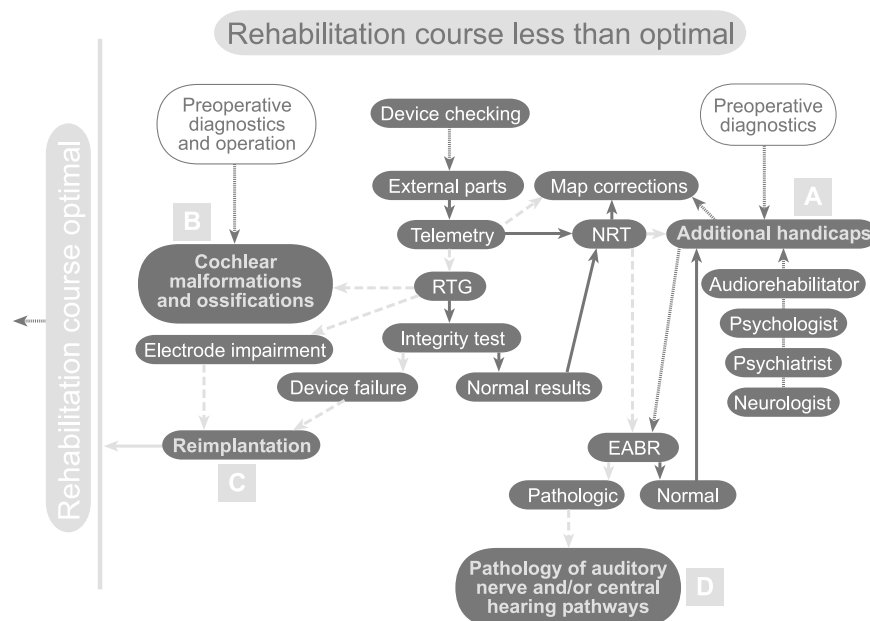 Rehabilitation course less than optimal
Rehabilitation course optimal
Preoperative
diagnostics
and operation
Device checking
Preoperative
diagnostics
External parts
Map corrections
A
B
Telemetry
NRT
Additional handicaps
Cochlear
malformations
and ossifications
RTG
Audiorehabilitator
Integrity test
Psychologist
Electrode impairment
Psychiatrist
Device failure
Normal results
Neurologist
Reimplantation
EABR
C
Pathologic
Normal
Pathology of auditory
nerve and/or central
hearing pathways
D